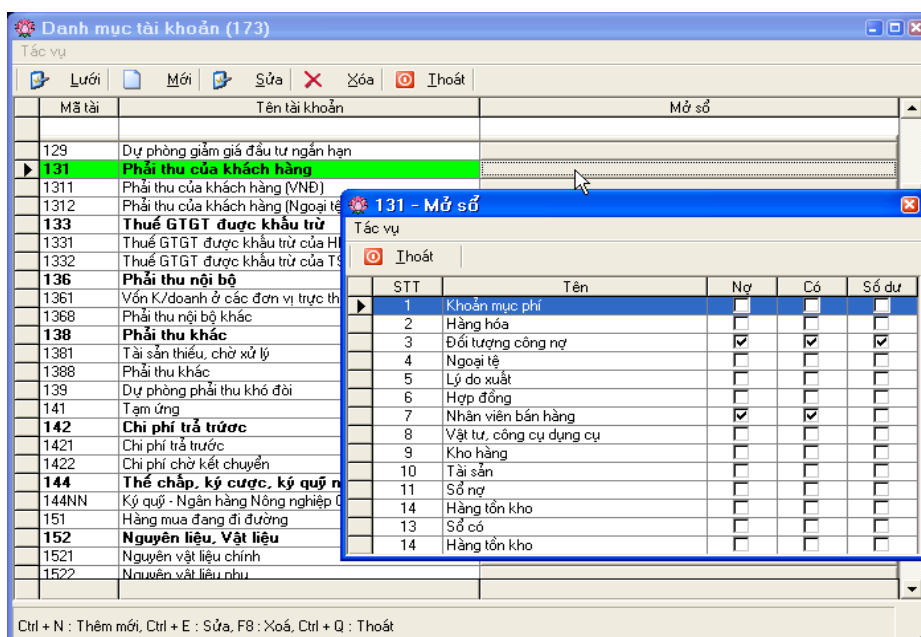 Danh mục tài khoản (173)
Tác vụ
Lưới Mới Sửa Xóa Thoát
Mã tài Tên tài khoản Mở sổ
129 Dự phòng giảm giá đầu tư ngắn hạn
131 Phải thu của khách hàng
1311 Phải thu của khách hàng (VNĐ)
1312 Phải thu của khách hàng (Ngoại tệ
133 Thuế GTGT được khấu trừ
1331 Thuế GTGT được khấu trừ của H
1332 Thuế GTGT được khấu trừ của TS
136 Phải thu nội bộ
1361 Vốn K/doanh ở các đơn vị trực th
1368 Phải thu nội bộ khác
138 Phải thu khác
1381 Tài sản thiếu, chờ xử lý
1388 Phải thu khác
139 Dự phòng phải thu khó đòi
141 Tạm ứng
142 Chi phí trả trước
1421 Chi phí trả trước
1422 Chi phí chờ kết chuyển
144 Thế chấp, ký cược, ký quỹ n
144NN Ký quỹ - Ngân hàng Nông nghiệp
151 Hàng mua đang đi đường
152 Nguyên liệu, Vật liệu
1521 Nguyên vật liệu chính
1522 Nguyên vật liệu phụ
Ctrl + N : Thêm mới, Ctrl + E : Sửa, F8 : Xoá, Ctrl + Q : Thoát
131 - Mở sổ
Tác vụ
Thoát
STT Tên Nợ Có Số dư
1 Khoản mục phí
2 Hàng hóa
3 Đối tượng công nợ
4 Ngoại tệ
5 Lý do xuất
6 Hợp đồng
7 Nhân viên bán hàng
8 Vật tư, công cụ dụng cụ
9 Kho hàng
10 Tài sản
11 Sổ nợ
14 Hàng tồn kho
13 Sổ có
14 Hàng tồn kho